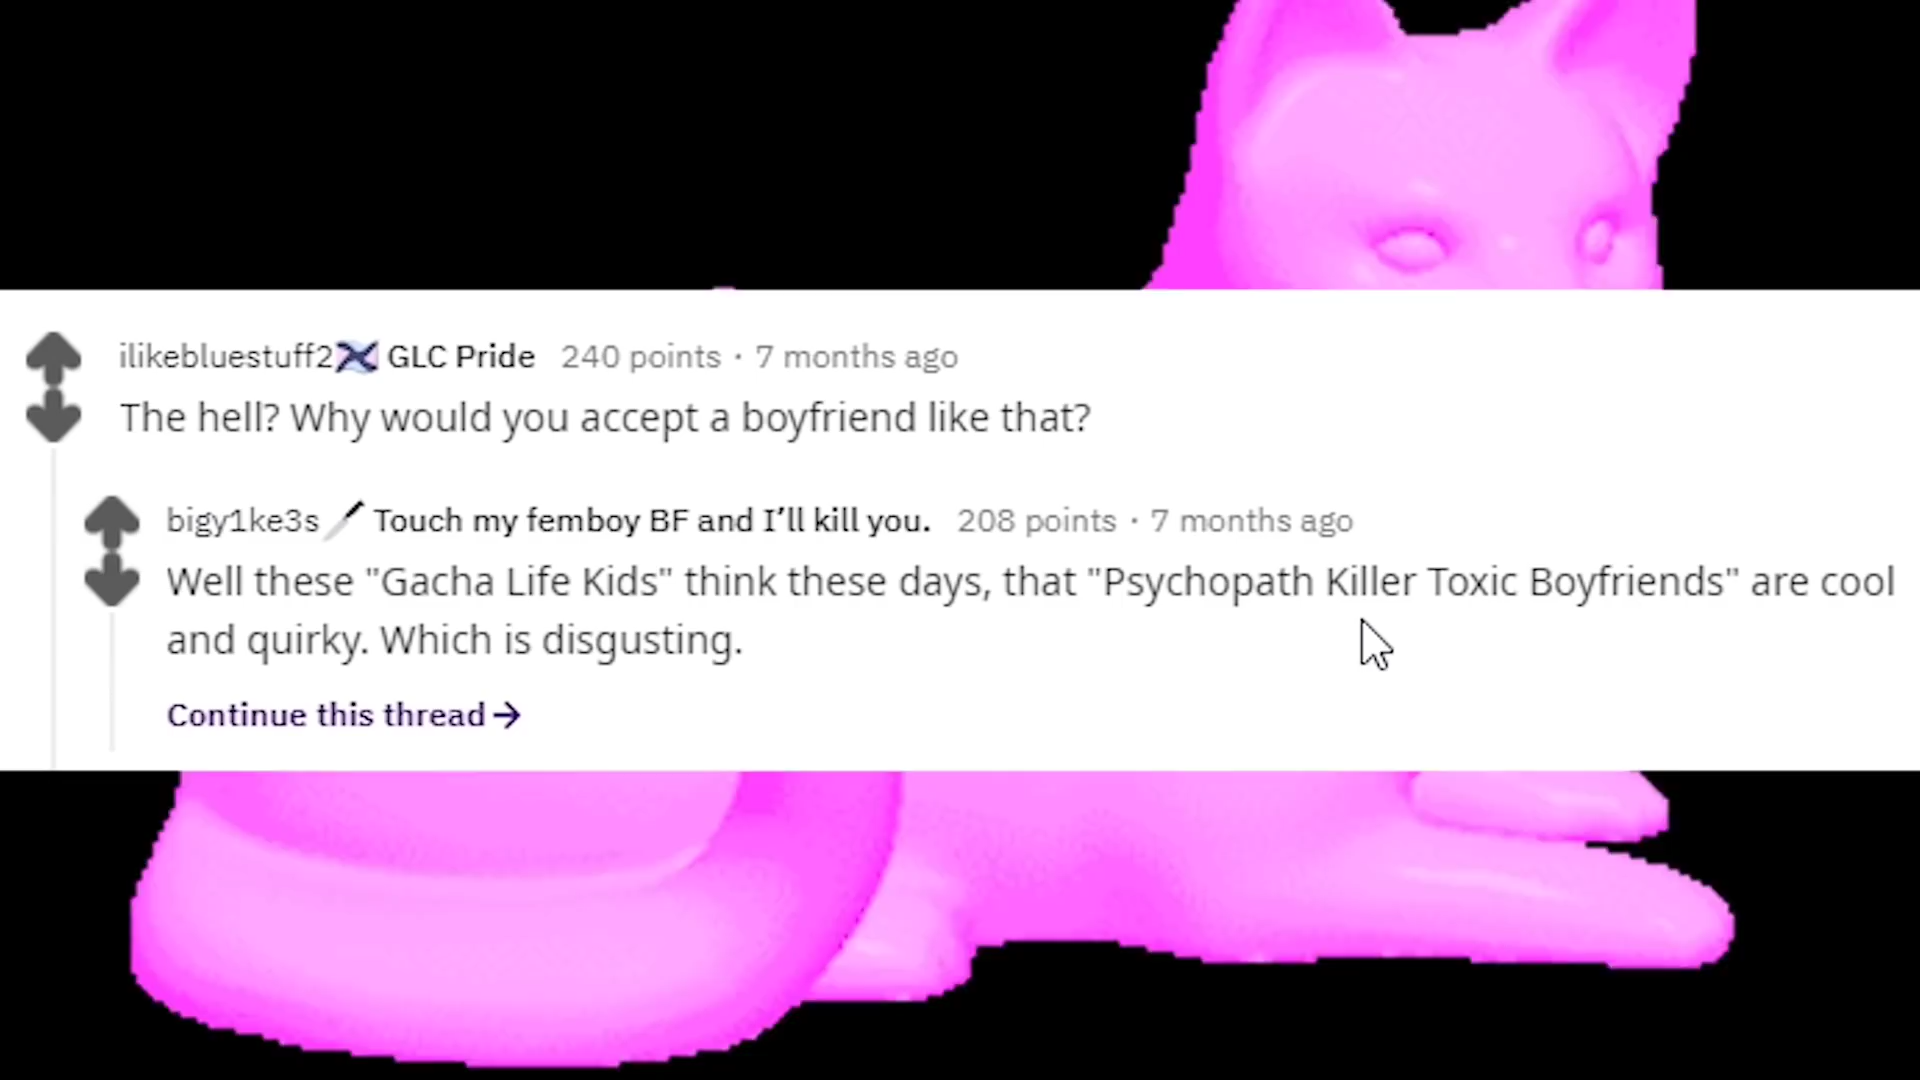 ilikebluestuff2 GLC Pride 240 points · 7 months ago
The hell? Why would you accept a boyfriend like that?
bigy1ke3s Touch my femboy BF and I’ll kill you. 208 points · 7 months ago
Well these "Gacha Life Kids" think these days, that "Psychopath Killer Toxic Boyfriends" are cool
and quirky. Which is disgusting.
Continue this thread →